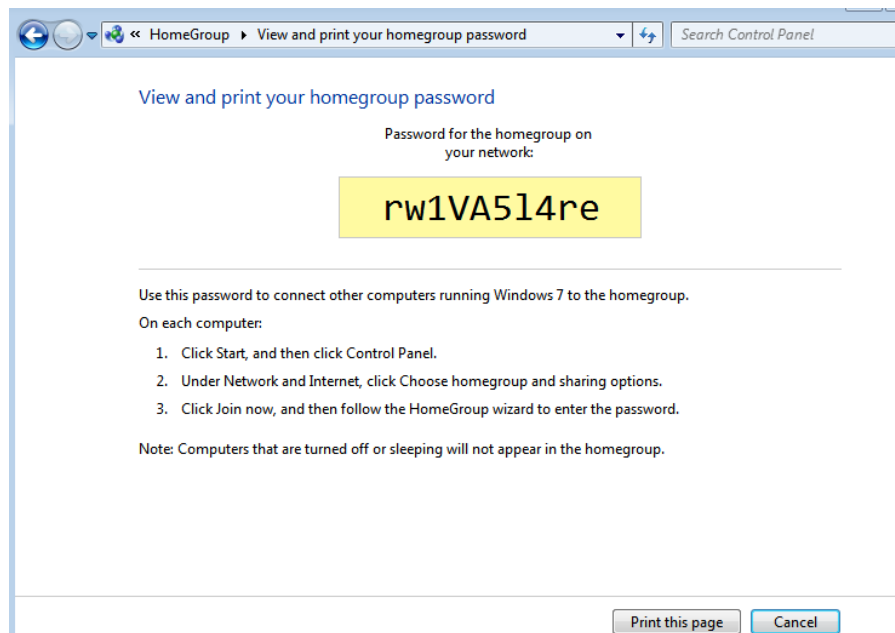 « HomeGroup ▸ View and print your homegroup password
Search Control Panel
View and print your homegroup password
Password for the homegroup on
your network:
rw1VA5l4re
Use this password to connect other computers running Windows 7 to the homegroup.
On each computer:
1. Click Start, and then click Control Panel.
2. Under Network and Internet, click Choose homegroup and sharing options.
3. Click Join now, and then follow the HomeGroup wizard to enter the password.
Note: Computers that are turned off or sleeping will not appear in the homegroup.
Print this page
Cancel